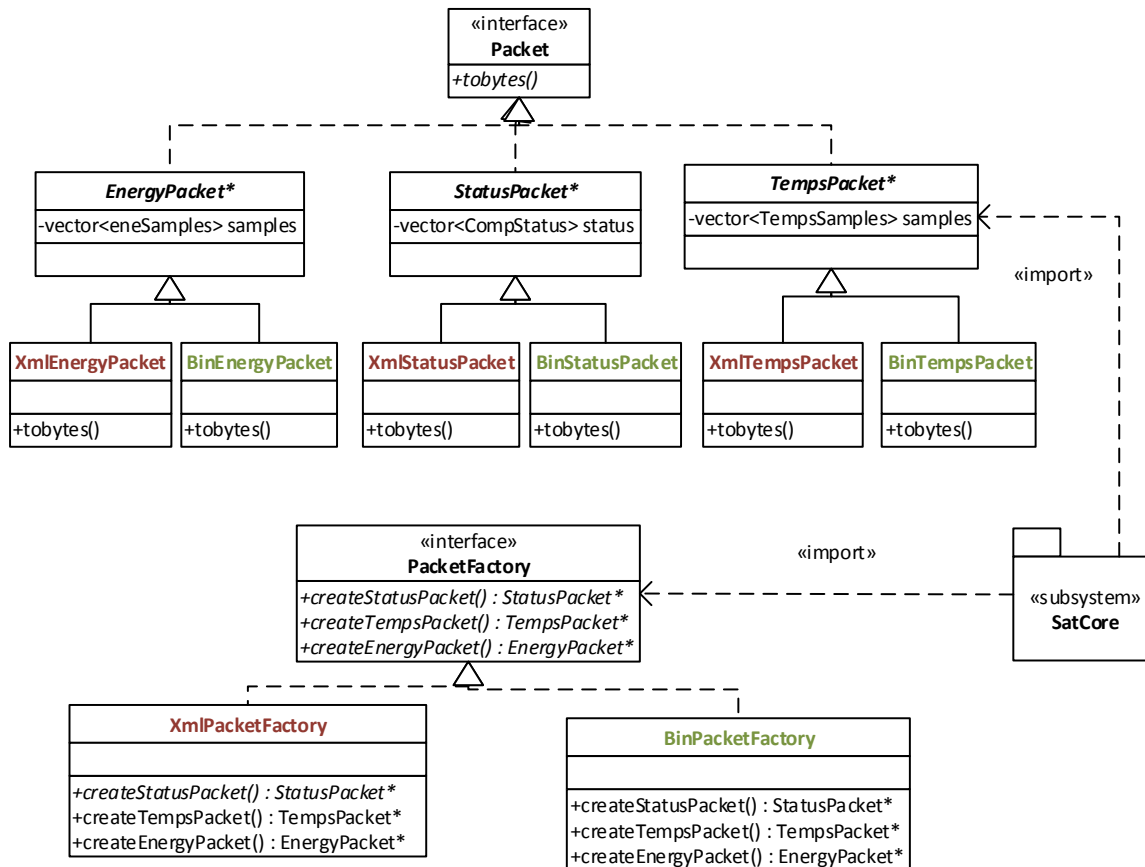 «interface»
Packet
+tobytes()
EnergyPacket*
-vector<eneSamples> samples
StatusPacket*
-vector<CompStatus> status
TempsPacket*
-vector<TempsSamples> samples
«import»
XmlEnergyPacket
+tobytes()
BinEnergyPacket
+tobytes()
XmlStatusPacket
+tobytes()
BinStatusPacket
+tobytes()
XmlTempsPacket
+tobytes()
BinTempsPacket
+tobytes()
«interface»
PacketFactory
+createStatusPacket() : StatusPacket*
+createTempsPacket() : TempsPacket*
+createEnergyPacket() : EnergyPacket*
«import»
«subsystem»
SatCore
XmlPacketFactory
+createStatusPacket() : StatusPacket*
+createTempsPacket() : TempsPacket*
+createEnergyPacket() : EnergyPacket*
BinPacketFactory
+createStatusPacket() : StatusPacket*
+createTempsPacket() : TempsPacket*
+createEnergyPacket() : EnergyPacket*